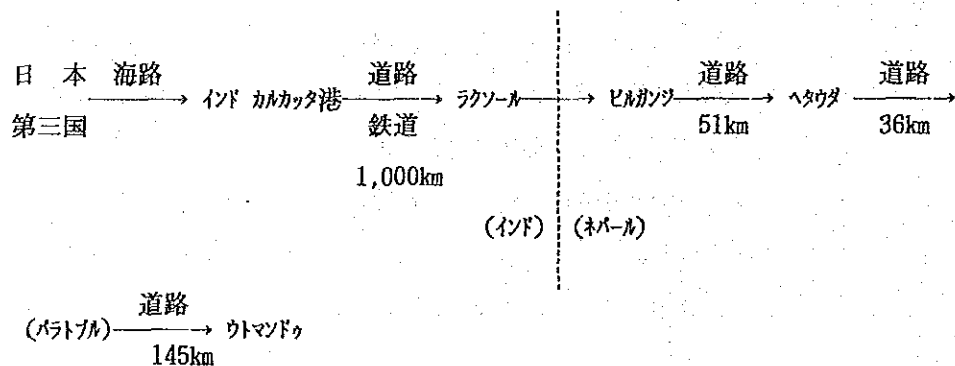 日 本 海路 道路 道路 道路
→ インド カルカッタ港 → ラクソール → ビルガンジ → ヘタウダ →
第三国 鉄道 51km 36km
1,000km
(インド) (ネパール)
道路
(バラトプル) → ウトマンドゥ
145km